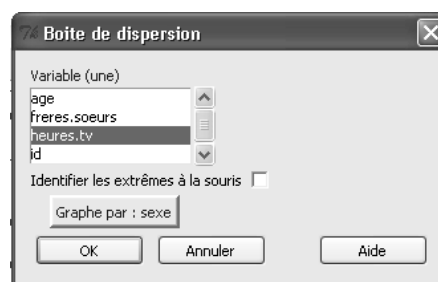 Boite de dispersion
Variable (une)
age
freres.soeurs
heures.tv
id
Identifier les extrêmes à la souris
Graphe par : sexe
OK Annuler Aide